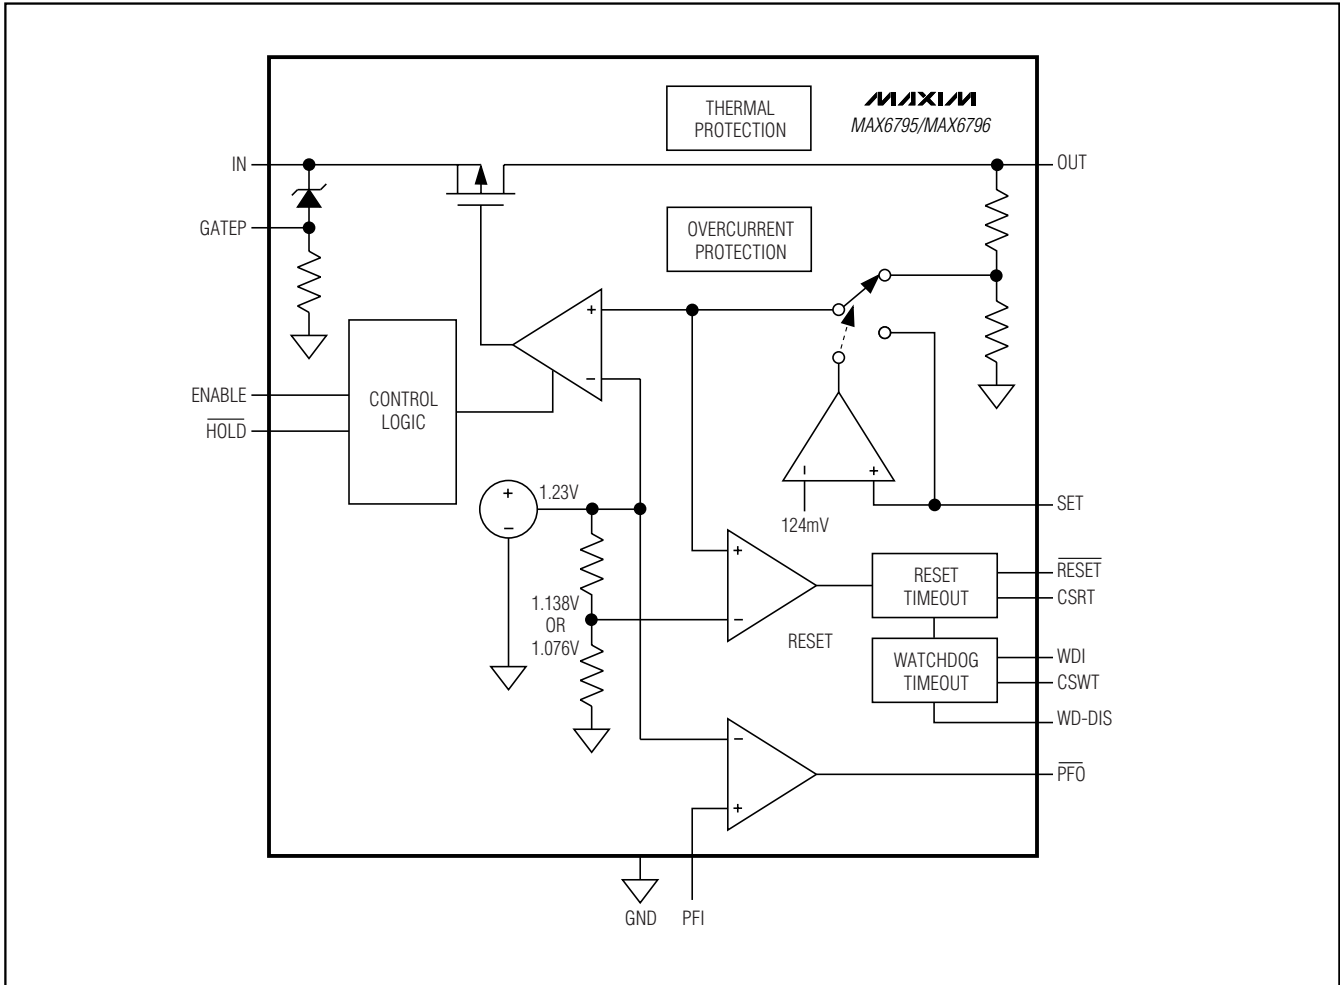 THERMAL
PROTECTION
MAXIM
MAX6795/MAX6796
IN
OUT
GATEP
OVERCURRENT
PROTECTION
+
−
ENABLE
HOLD
CONTROL
LOGIC
+
−
1.23V
− +
124mV
SET
+
−
RESET
1.138V
OR
1.076V
RESET
TIMEOUT
RESET
CSRT
WATCHDOG
TIMEOUT
WDI
CSWT
WD-DIS
−
+
PFO
GND
PFI